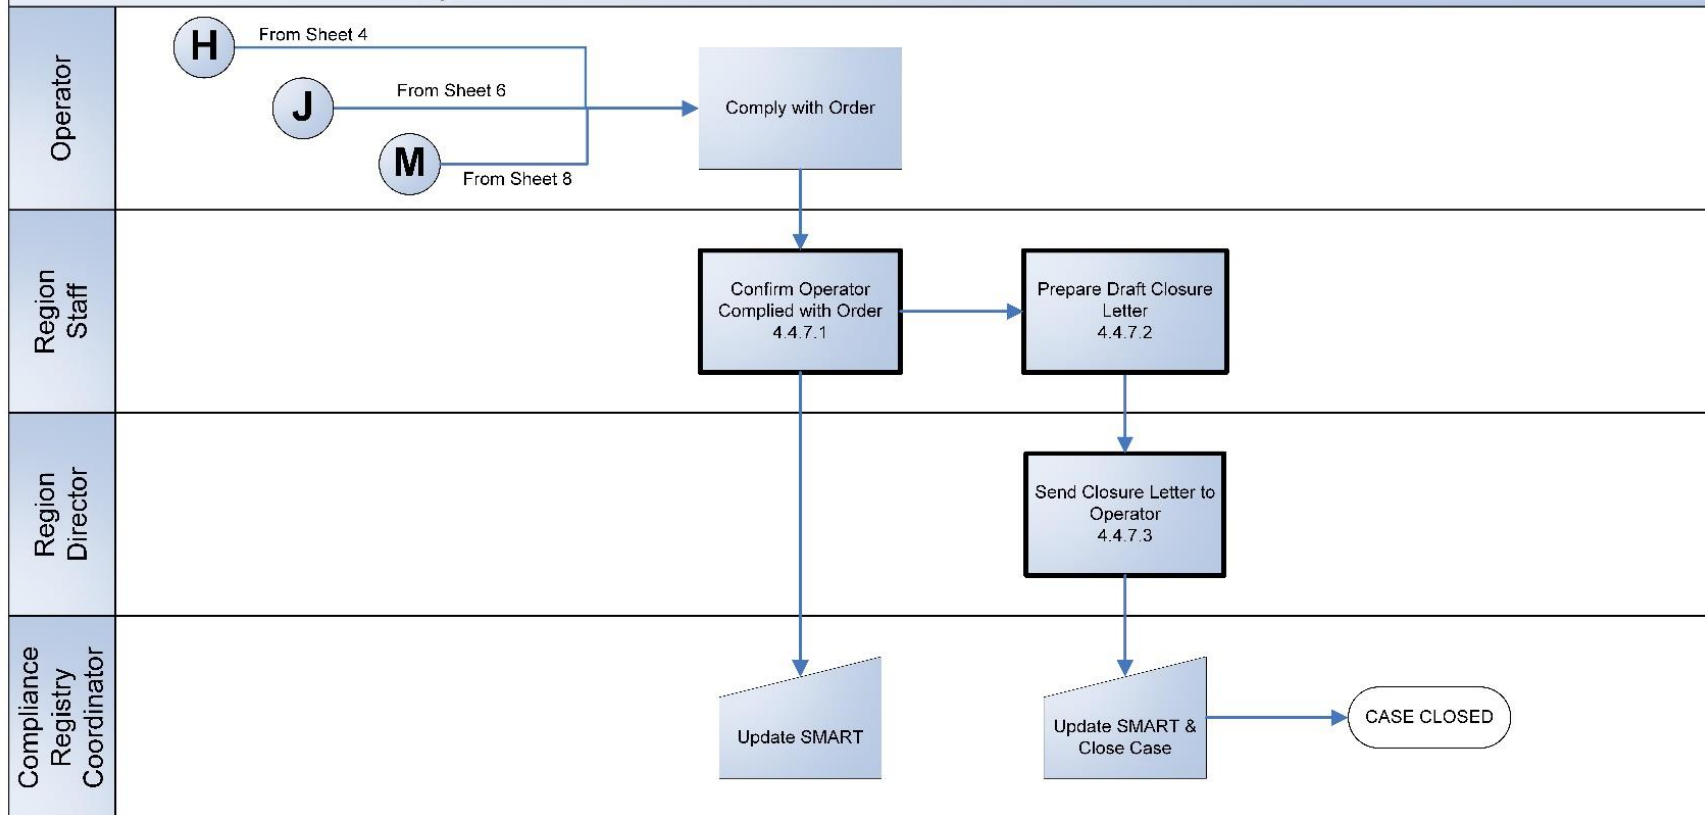 Operator
H
From Sheet 4
J
From Sheet 6
M
From Sheet 8
Comply with Order
Region
Staff
Confirm Operator
Complied with Order
4.4.7.1
Prepare Draft Closure
Letter
4.4.7.2
Region
Director
Send Closure Letter to
Operator
4.4.7.3
Compliance
Registry
Coordinator
Update SMART
Update SMART &
Close Case
CASE CLOSED